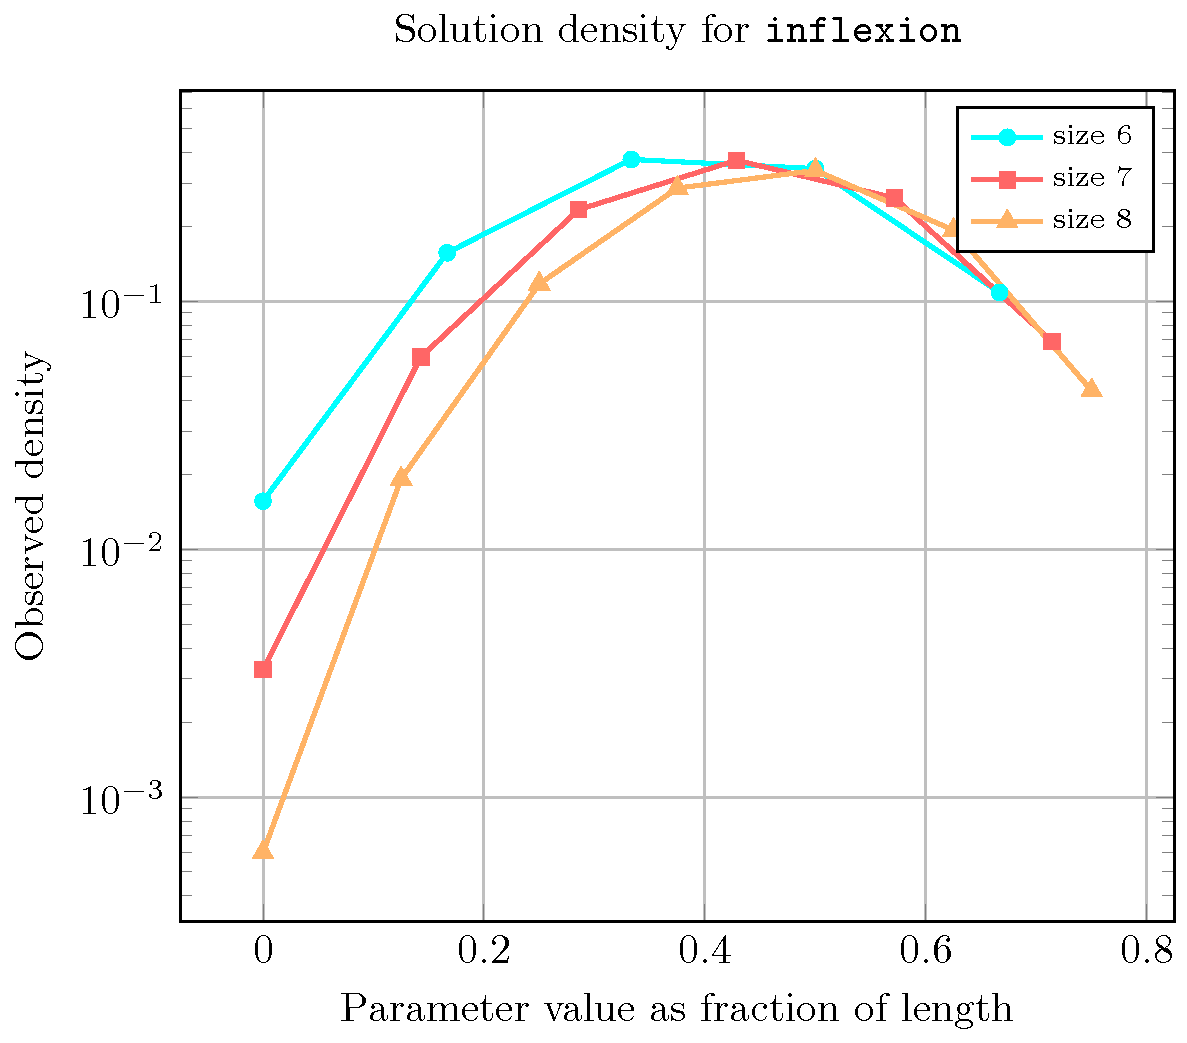 Solution density for inflexion
size 6
size 7
size 8
10⁻¹
10⁻²
10⁻³
Observed density
0 0.2 0.4 0.6 0.8
Parameter value as fraction of length